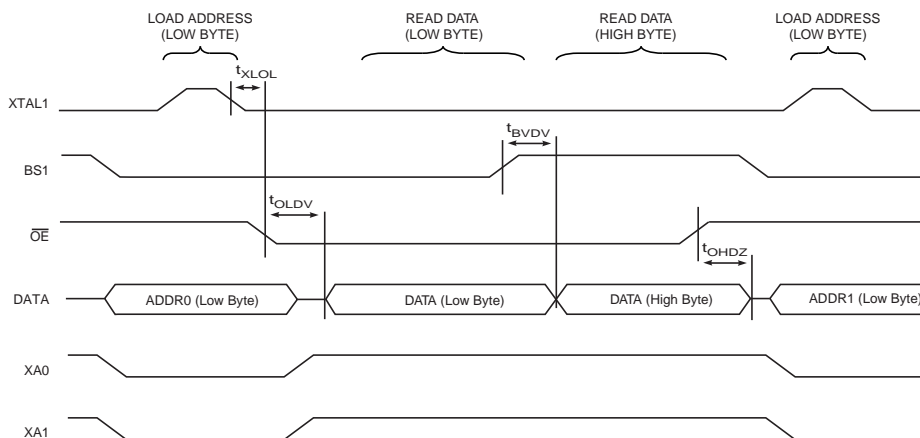 LOAD ADDRESS
(LOW BYTE)
READ DATA
(LOW BYTE)
READ DATA
(HIGH BYTE)
LOAD ADDRESS
(LOW BYTE)
tXLOL
XTAL1
tBVDV
BS1
tOLDV
OE
tOHDZ
DATA
ADDR0 (Low Byte)
DATA (Low Byte)
DATA (High Byte)
ADDR1 (Low Byte)
XA0
XA1